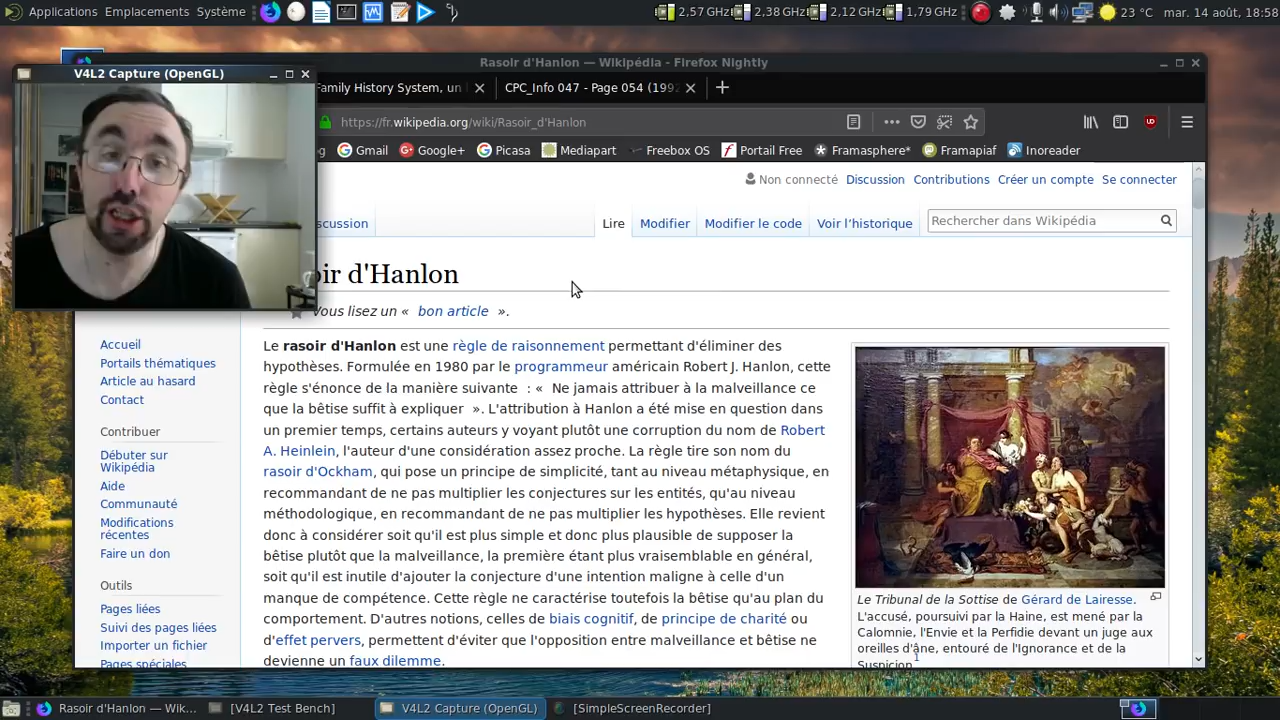 Applications Emplacements Système 2,57 GHz 2,38 GHz 2,12 GHz 1,79 GHz 23 °C mar. 14 août, 18:58
Rasoir d'Hanlon — Wikipédia - Firefox Nightly
V4L2 Capture (OpenGL)
Family History System, un
CPC_Info 047 - Page 054 (1992
https://fr.wikipedia.org/wiki/Rasoir_d'Hanlon
Gmail Google+ Picasa Mediapart Freebox OS Portail Free Framasphere* Framapiaf Inoreader
Non connecté Discussion Contributions Créer un compte Se connecter
scussion Lire Modifier Modifier le code Voir l'historique Rechercher dans Wikipédia
oir d'Hanlon
Vous lisez un « bon article ».
Accueil
Portails thématiques
Article au hasard
Contact
Contribuer
Débuter sur
Wikipédia
Aide
Communauté
Modifications
récentes
Faire un don
Outils
Pages liées
Suivi des pages liées
Importer un fichier
Pages spéciales
Le rasoir d'Hanlon est une règle de raisonnement permettant d'éliminer des
hypothèses. Formulée en 1980 par le programmeur américain Robert J. Hanlon, cette
règle s'énonce de la manière suivante : « Ne jamais attribuer à la malveillance ce
que la bêtise suffit à expliquer ». L'attribution à Hanlon a été mise en question dans
un premier temps, certains auteurs y voyant plutôt une corruption du nom de Robert
A. Heinlein, l'auteur d'une considération assez proche. La règle tire son nom du
rasoir d'Ockham, qui pose un principe de simplicité, tant au niveau métaphysique, en
recommandant de ne pas multiplier les conjectures sur les entités, qu'au niveau
méthodologique, en recommandant de ne pas multiplier les hypothèses. Elle revient
donc à considérer soit qu'il est plus simple et donc plus plausible de supposer la
bêtise plutôt que la malveillance, la première étant plus vraisemblable en général,
soit qu'il est inutile d'ajouter la conjecture d'une intention maligne à celle d'un
manque de compétence. Cette règle ne caractérise toutefois la bêtise qu'au plan du
comportement. D'autres notions, celles de biais cognitif, de principe de charité ou
d'effet pervers, permettent d'éviter que l'opposition entre malveillance et bêtise ne
devienne un faux dilemme.
Le Tribunal de la Sottise de Gérard de Lairesse.
L'accusé, poursuivi par la Haine, est mené par la
Calomnie, l'Envie et la Perfidie devant un juge aux
oreilles d'âne, entouré de l'Ignorance et de la
Suspicion
Rasoir d'Hanlon — Wik... [V4L2 Test Bench] V4L2 Capture (OpenGL) [SimpleScreenRecorder]